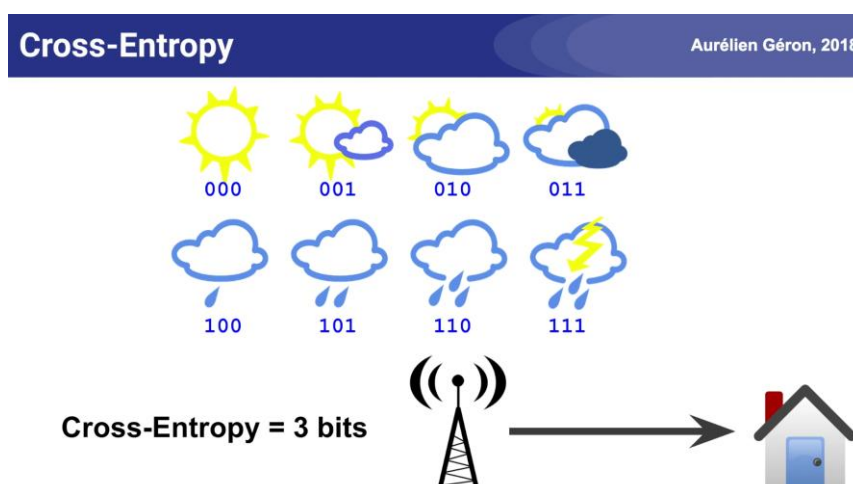 Cross-Entropy
Aurélien Géron, 2018
000 001 010 011
100 101 110 111
Cross-Entropy = 3 bits